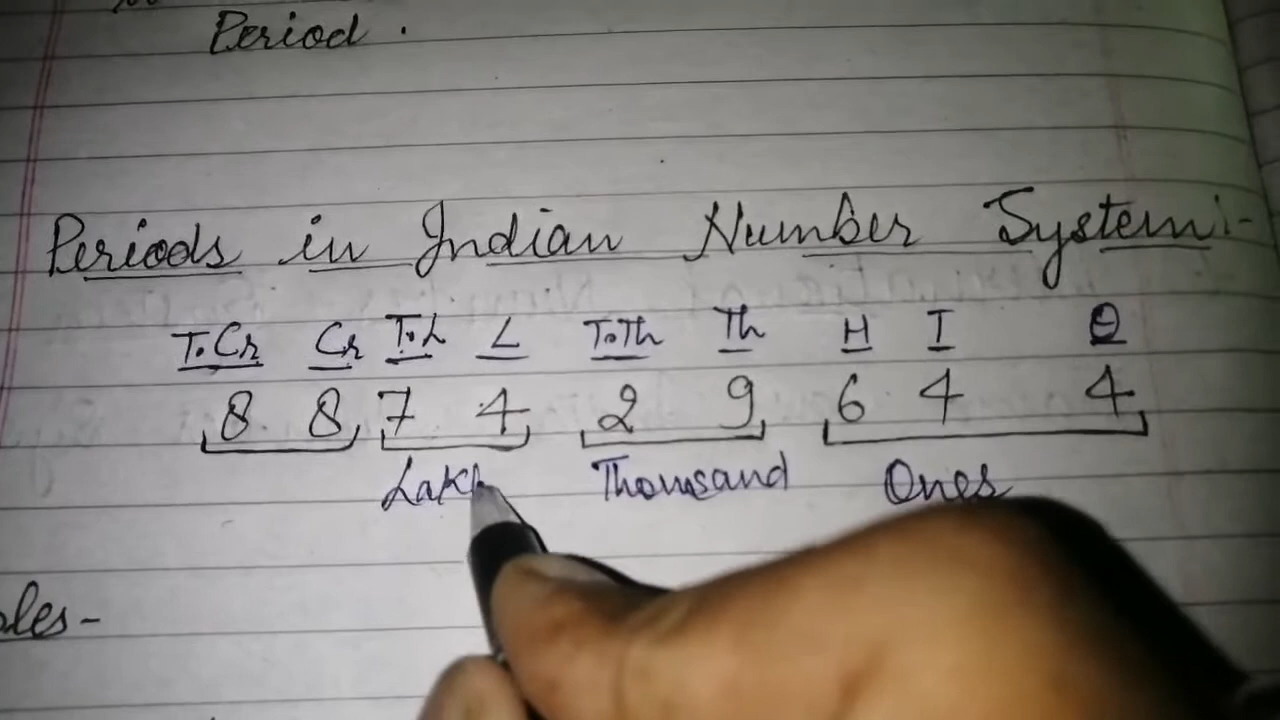 Period.
Periods in Indian Number System:-
T.Cr Cr T.L L T.Th Th H T O
8 8 7 4 2 9 6 4 4
Lakh Thousand Ones